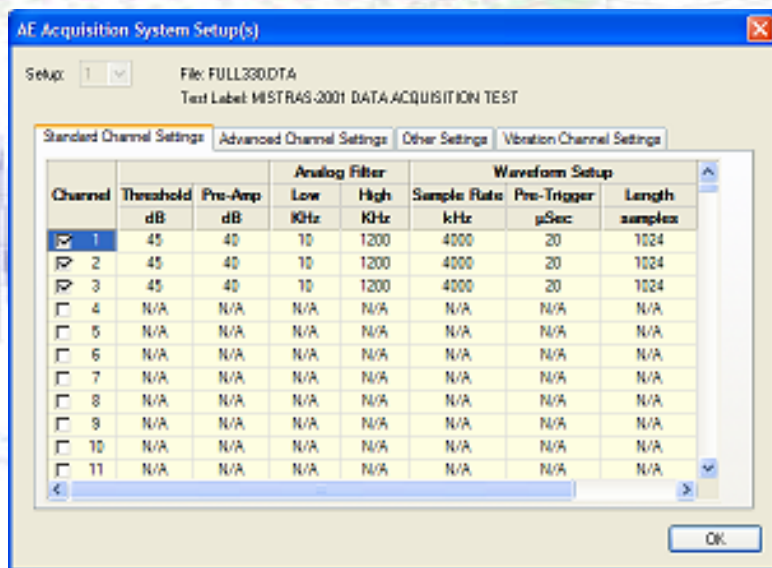 AE Acquisition System Setup(s)
Setup: 1 File: FULL330.DTA
Test Label: MISTRAS-2001 DATA ACQUISITION TEST
Standard Channel Settings Advanced Channel Settings Other Settings Vibration Channel Settings
Analog Filter Waveform Setup
Channel Threshold Pre-Amp Low High Sample Rate Pre-Trigger Length
dB dB KHz KHz kHz µSec samples
1 45 40 10 1200 4000 20 1024
2 45 40 10 1200 4000 20 1024
3 45 40 10 1200 4000 20 1024
4 N/A N/A N/A N/A N/A N/A N/A
5 N/A N/A N/A N/A N/A N/A N/A
6 N/A N/A N/A N/A N/A N/A N/A
7 N/A N/A N/A N/A N/A N/A N/A
8 N/A N/A N/A N/A N/A N/A N/A
9 N/A N/A N/A N/A N/A N/A N/A
10 N/A N/A N/A N/A N/A N/A N/A
11 N/A N/A N/A N/A N/A N/A N/A
OK